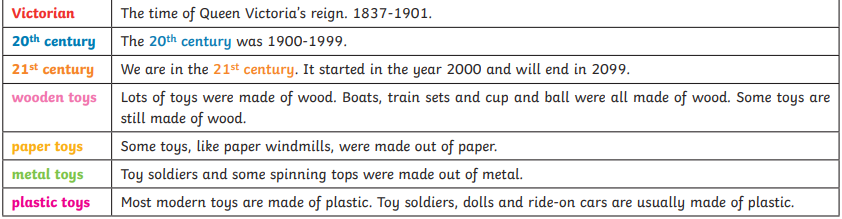 Victorian The time of Queen Victoria's reign. 1837-1901.
20th century The 20th century was 1900-1999.
21st century We are in the 21st century. It started in the year 2000 and will end in 2099.
wooden toys Lots of toys were made of wood. Boats, train sets and cup and ball were all made of wood. Some toys are
still made of wood.
paper toys Some toys, like paper windmills, were made out of paper.
metal toys Toy soldiers and some spinning tops were made out of metal.
plastic toys Most modern toys are made of plastic. Toy soldiers, dolls and ride-on cars are usually made of plastic.